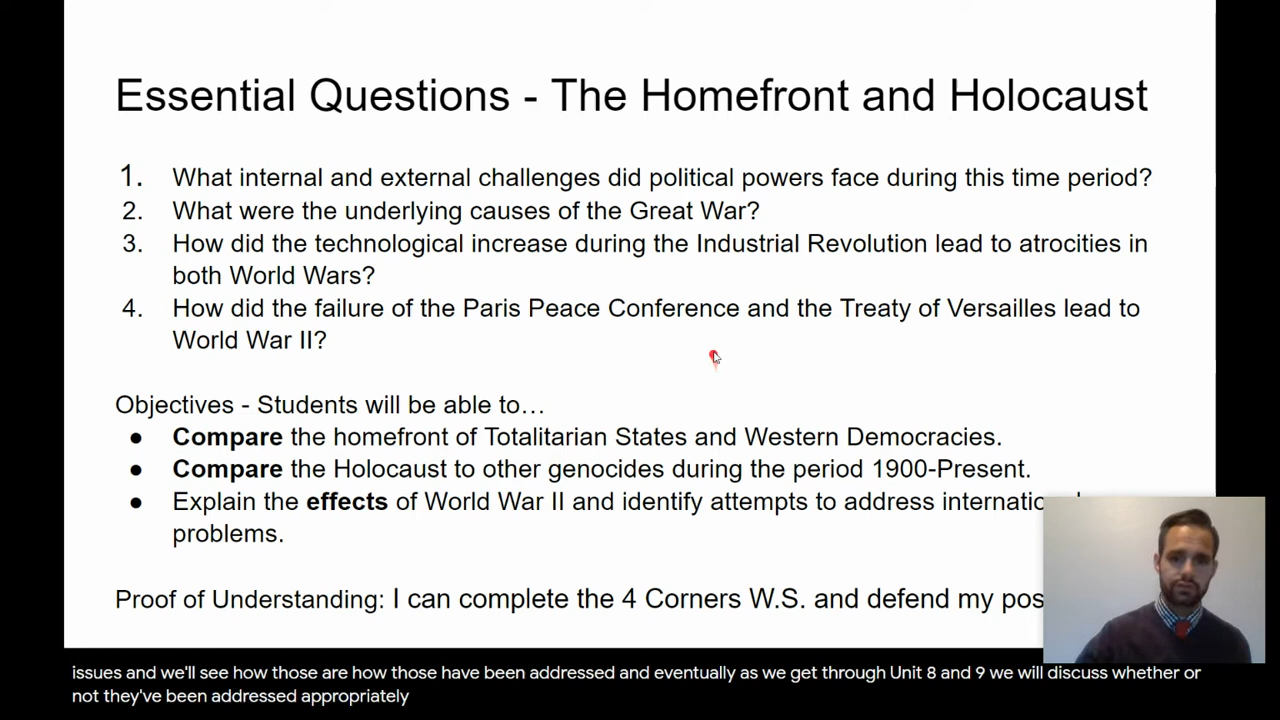 Essential Questions - The Homefront and Holocaust
1. What internal and external challenges did political powers face during this time period?
2. What were the underlying causes of the Great War?
3. How did the technological increase during the Industrial Revolution lead to atrocities in
both World Wars?
4. How did the failure of the Paris Peace Conference and the Treaty of Versailles lead to
World War II?
Objectives - Students will be able to…
● Compare the homefront of Totalitarian States and Western Democracies.
● Compare the Holocaust to other genocides during the period 1900-Present.
● Explain the effects of World War II and identify attempts to address
problems.
Proof of Understanding: I can complete the 4 Corners W.S. and defend my
issues and we'll see how those are how those have been addressed and eventually as we get through Unit 8 and 9 we will discuss whether or
not they've been addressed appropriately